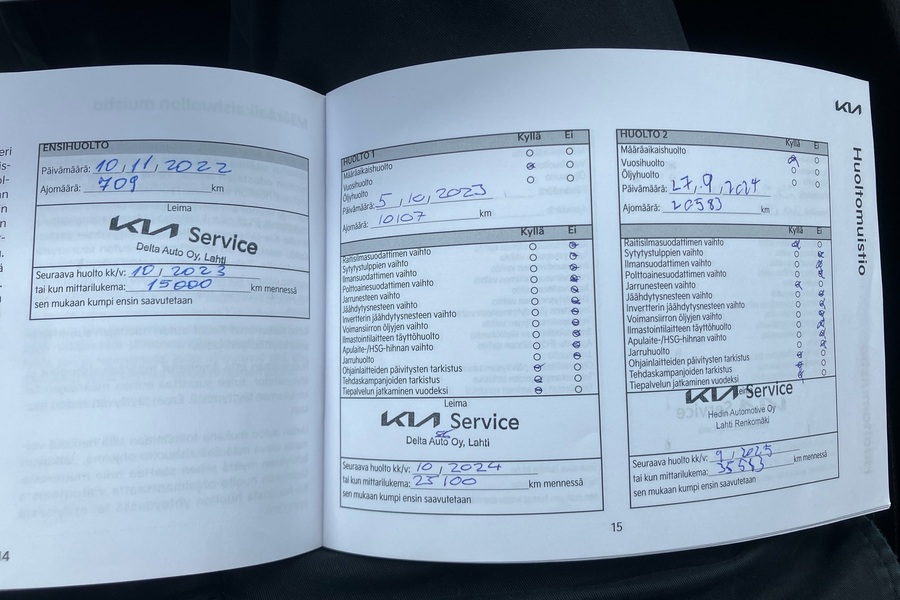 ENSIHUOLTO
Päivämäärä: 10, 11, 2022
Ajomäärä: 709 km
Leima
KIA Service
Delta Auto Oy, Lahti
Seuraava huolto kk/v: 10, 2023
tai kun mittarilukema: 15000 km mennessä
sen mukaan kumpi ensin saavutetaan
14
HUOLTO 1 Kyllä Ei
Määräaikaishuolto
Vuosihuolto
Öljyhuolto
Päivämäärä: 5, 10, 2023
Ajomäärä: 10107 km
Kyllä Ei
Raitisilmasuodattimen vaihto
Sytytystulppien vaihto
Ilmansuodattimen vaihto
Polttoainesuodattimen vaihto
Jarrunesteen vaihto
Jäähdytysnesteen vaihto
Invertterin jäähdytysnesteen vaihto
Voimansiirron öljyjen vaihto
Ilmastointilaitteen täyttöhuolto
Apulaite-/HSG-hihnan vaihto
Jarruhuolto
Ohjainlaitteiden päivitysten tarkistus
Tehdaskampanjoiden tarkistus
Tiepalvelun jatkaminen vuodeksi
Leima
KIA Service
Delta Auto Oy, Lahti
Seuraava huolto kk/v: 10, 2024
tai kun mittarilukema: 25100 km mennessä
sen mukaan kumpi ensin saavutetaan
15
KIA
Huoltomuistio
HUOLTO 2 Kyllä Ei
Määräaikaishuolto
Vuosihuolto
Öljyhuolto
Päivämäärä: 27, 9, 2024
Ajomäärä: 20583 km
Kyllä Ei
Raitisilmasuodattimen vaihto
Sytytystulppien vaihto
Ilmansuodattimen vaihto
Polttoainesuodattimen vaihto
Jarrunesteen vaihto
Jäähdytysnesteen vaihto
Invertterin jäähdytysnesteen vaihto
Voimansiirron öljyjen vaihto
Ilmastointilaitteen täyttöhuolto
Apulaite-/HSG-hihnan vaihto
Jarruhuolto
Ohjainlaitteiden päivitysten tarkistus
Tehdaskampanjoiden tarkistus
Tiepalvelun jatkaminen vuodeksi
Leima
KIA Service
Hedin Automotive Oy
Lahti Renkomäki
Seuraava huolto kk/v: 9, 2025
tai kun mittarilukema: 35583 km mennessä
sen mukaan kumpi ensin saavutetaan